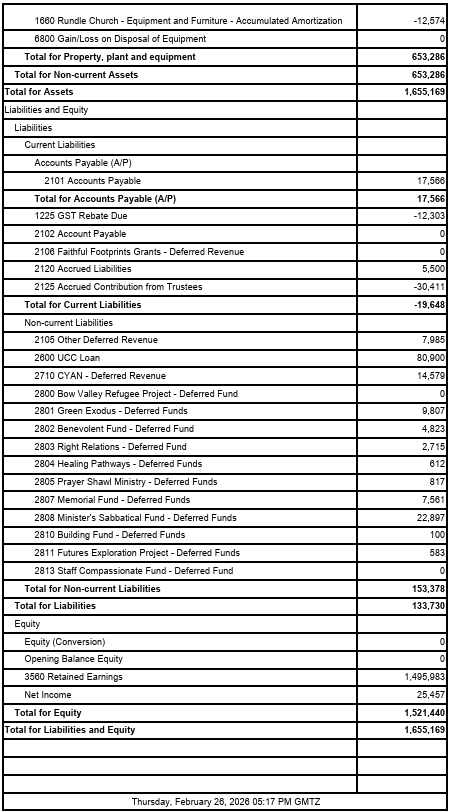 1660 Rundle Church - Equipment and Furniture - Accumulated Amortization -12,574
6800 Gain/Loss on Disposal of Equipment 0
Total for Property, plant and equipment 653,286
Total for Non-current Assets 653,286
Total for Assets 1,655,169
Liabilities and Equity
Liabilities
Current Liabilities
Accounts Payable (A/P)
2101 Accounts Payable 17,566
Total for Accounts Payable (A/P) 17,566
1225 GST Rebate Due -12,303
2102 Account Payable 0
2106 Faithful Footprints Grants - Deferred Revenue 0
2120 Accrued Liabilities 5,500
2125 Accrued Contribution from Trustees -30,411
Total for Current Liabilities -19,648
Non-current Liabilities
2105 Other Deferred Revenue 7,985
2600 UCC Loan 80,900
2710 CYAN - Deferred Revenue 14,579
2800 Bow Valley Refugee Project - Deferred Fund 0
2801 Green Exodus - Deferred Funds 9,807
2802 Benevolent Fund - Deferred Fund 4,823
2803 Right Relations - Deferred Fund 2,715
2804 Healing Pathways - Deferred Funds 612
2805 Prayer Shawl Ministry - Deferred Funds 817
2807 Memorial Fund - Deferred Funds 7,561
2808 Minister's Sabbatical Fund - Deferred Funds 22,897
2810 Building Fund - Deferred Funds 100
2811 Futures Exploration Project - Deferred Funds 583
2813 Staff Compassionate Fund - Deferred Fund 0
Total for Non-current Liabilities 153,378
Total for Liabilities 133,730
Equity
Equity (Conversion) 0
Opening Balance Equity 0
3560 Retained Earnings 1,495,983
Net Income 25,457
Total for Equity 1,521,440
Total for Liabilities and Equity 1,655,169
Thursday, February 26, 2026 05:17 PM GMTZ